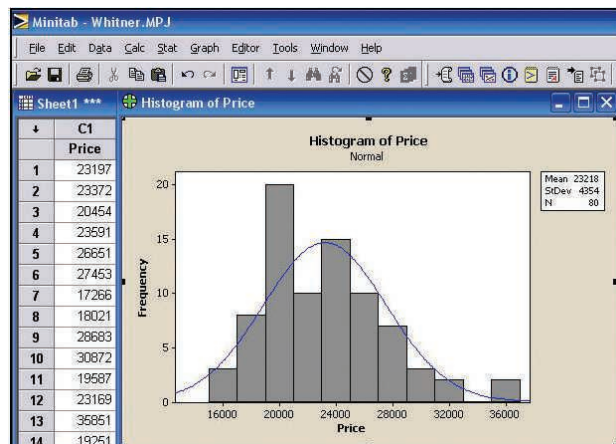 Minitab - Whitner.MPJ
File Edit Data Calc Stat Graph Editor Tools Window Help
Sheet1 ***
Histogram of Price
↓ C1
Price
1 23197
2 23372
3 20454
4 23591
5 26651
6 27453
7 17266
8 18021
9 28683
10 30872
11 19587
12 23169
13 35851
14 19251
Histogram of Price
Normal
Mean 23218
StDev 4354
N 80
Frequency
20
15
10
5
0
16000 20000 24000 28000 32000 36000
Price